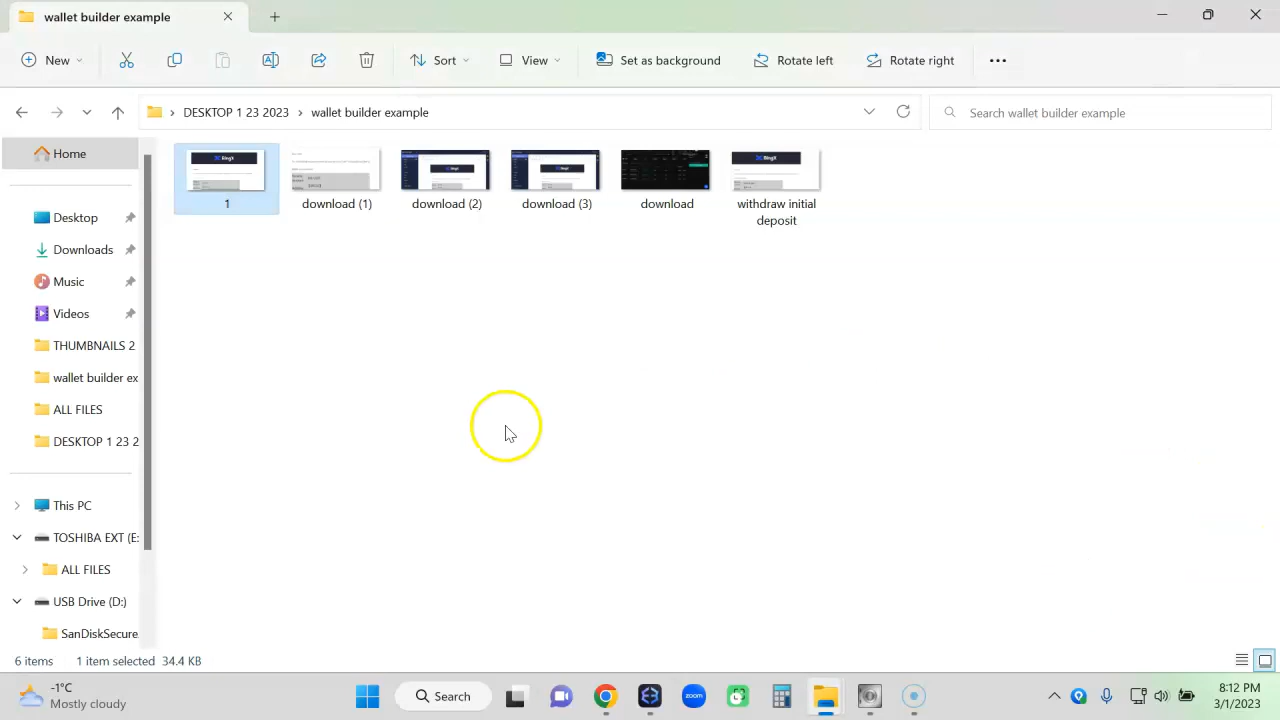 wallet builder example
New
Sort
View
Set as background
Rotate left
Rotate right
DESKTOP 1 23 2023
wallet builder example
Search wallet builder example
Home
Desktop
Downloads
Music
Videos
THUMBNAILS 2
wallet builder ex
ALL FILES
DESKTOP 1 23 2
This PC
TOSHIBA EXT (E:
ALL FILES
USB Drive (D:)
SanDiskSecure
BingX
BingX
1
download (1)
download (2)
download (3)
download
withdraw initial
deposit
6 items
1 item selected 34.4 KB
-1°C
Mostly cloudy
Search
zoom
8:12 PM
3/1/2023